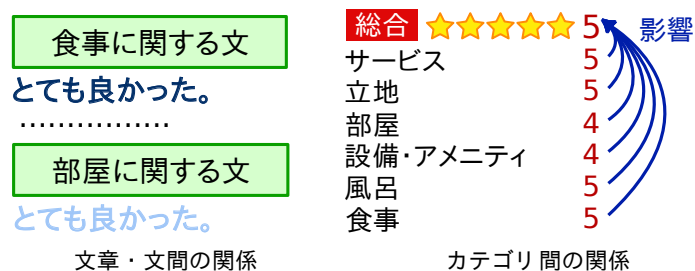 食事に関する文
とても良かった。
................
部屋に関する文
とても良かった。
文章・文間の関係
総合 5 影響
サービス 5
立地 5
部屋 4
設備・アメニティ 4
風呂 5
食事 5
カテゴリ間の関係